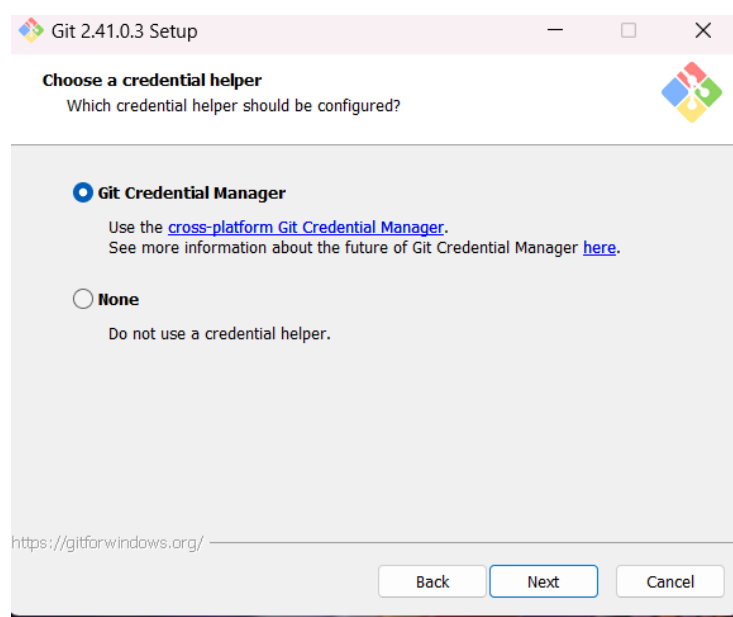 Git 2.41.0.3 Setup
Choose a credential helper
Which credential helper should be configured?
Git Credential Manager
Use the cross-platform Git Credential Manager.
See more information about the future of Git Credential Manager here.
None
Do not use a credential helper.
https://gitforwindows.org/
Back Next Cancel